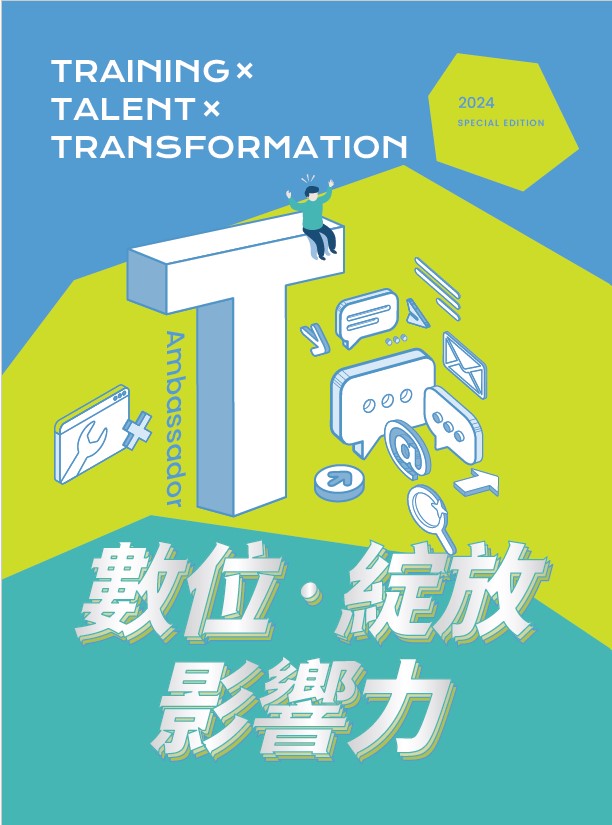 TRAINING×
TALENT×
TRANSFORMATION
2024
SPECIAL EDITION
T
Ambassador
@
數位·綻放
影響力